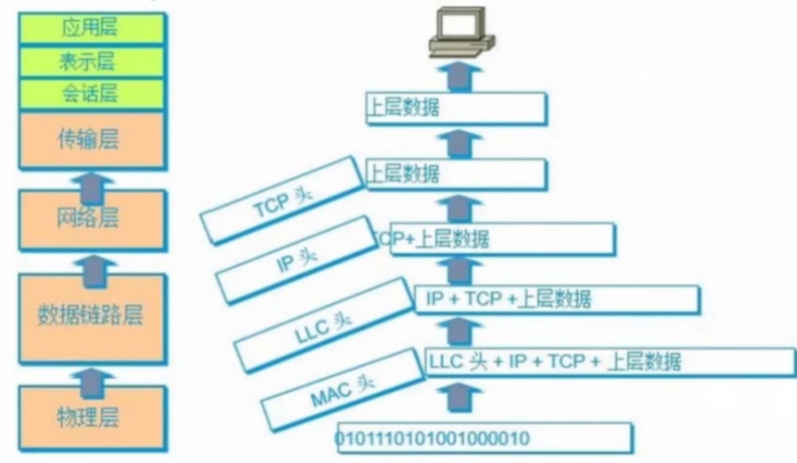 应用层
表示层
会话层
传输层
网络层
数据链路层
物理层
上层数据
TCP 头
上层数据
IP 头
TCP+上层数据
LLC 头
IP + TCP +上层数据
MAC 头
LLC 头 + IP + TCP + 上层数据
0101110101001000010